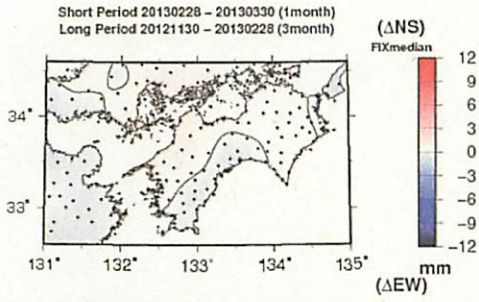 Short Period 20130228 – 20130330 (1month)
Long Period 20121130 – 20130228 (3month)
(ΔNS)
FIXmedian
12
9
6
3
0
−3
−6
−9
−12
mm
(ΔEW)
34°
33°
131° 132° 133° 134° 135°